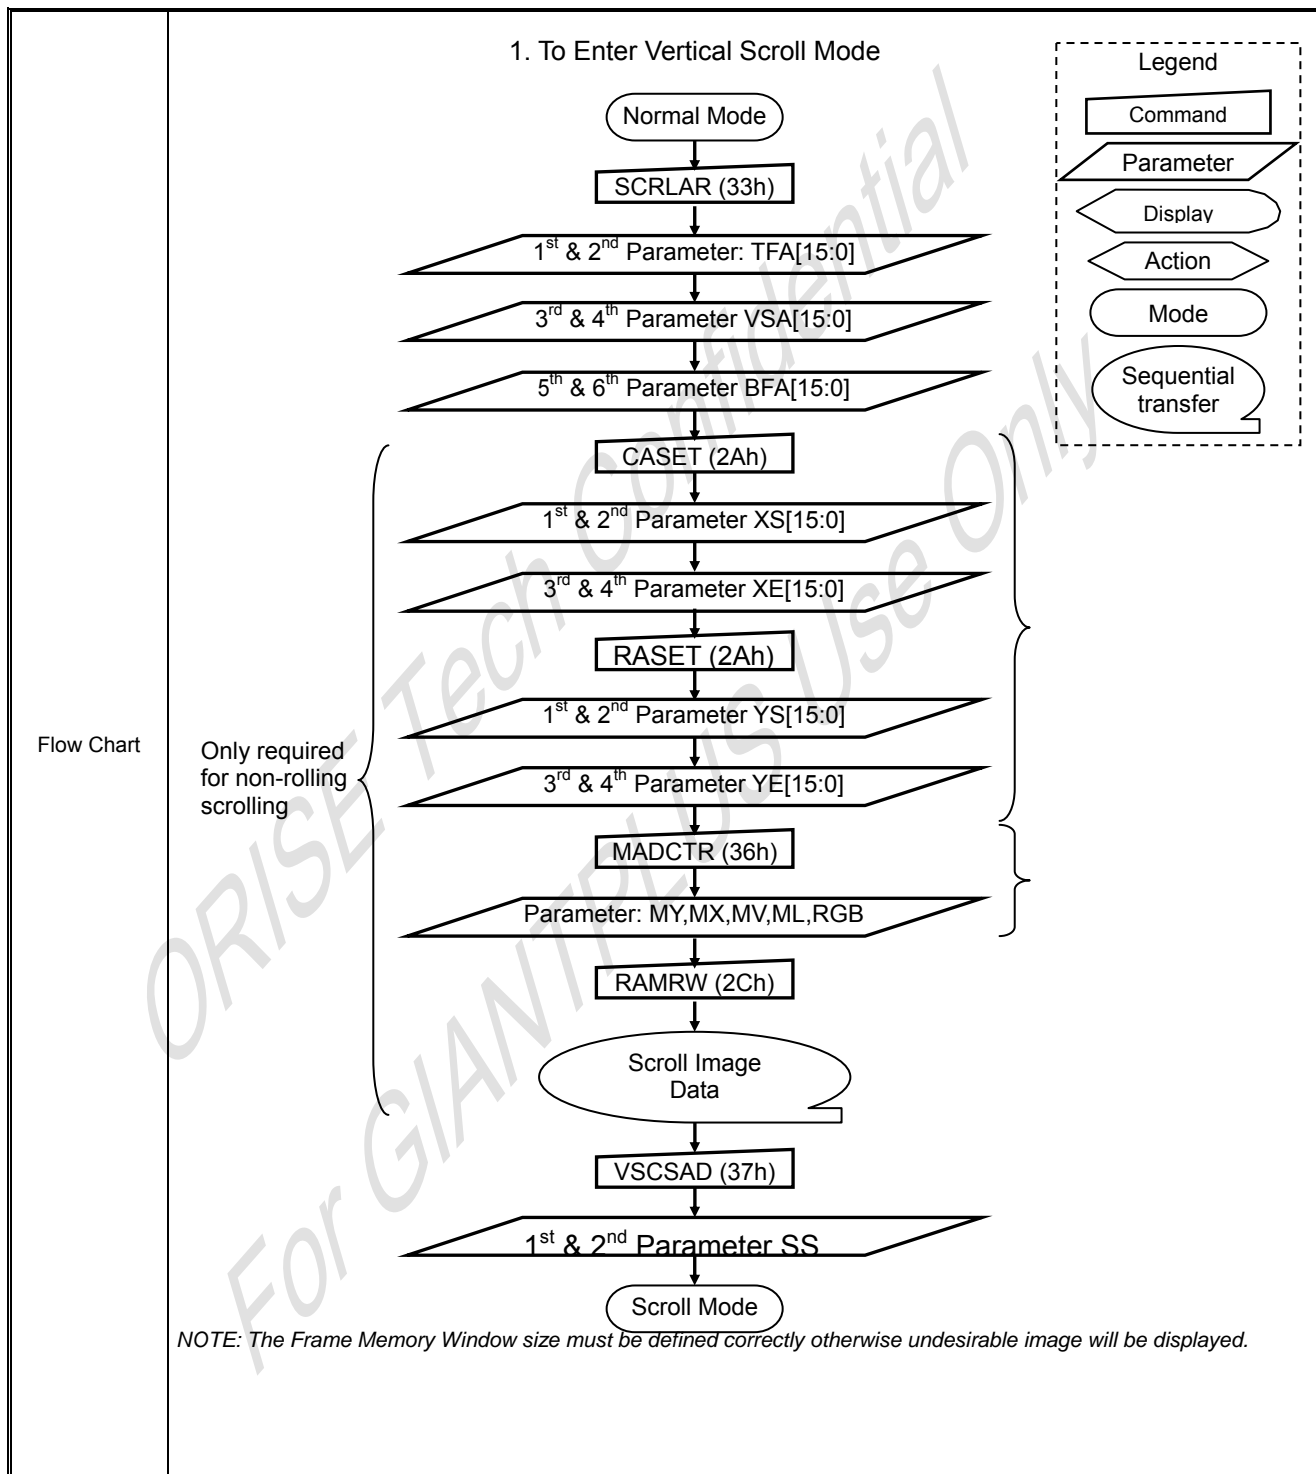 1. To Enter Vertical Scroll Mode
Legend
Command
Parameter
Display
Action
Mode
Sequential
transfer
Normal Mode
SCRLAR (33h)
1st & 2nd Parameter: TFA[15:0]
3rd & 4th Parameter VSA[15:0]
5th & 6th Parameter BFA[15:0]
CASET (2Ah)
1st & 2nd Parameter XS[15:0]
3rd & 4th Parameter XE[15:0]
RASET (2Ah)
1st & 2nd Parameter YS[15:0]
Flow Chart
Only required
for non-rolling
scrolling
3rd & 4th Parameter YE[15:0]
MADCTR (36h)
Parameter: MY,MX,MV,ML,RGB
RAMRW (2Ch)
Scroll Image
Data
VSCSAD (37h)
1st & 2nd Parameter SS
Scroll Mode
NOTE: The Frame Memory Window size must be defined correctly otherwise undesirable image will be displayed.
ORISE Tech Confidential
For GIANTPLUS Use Only